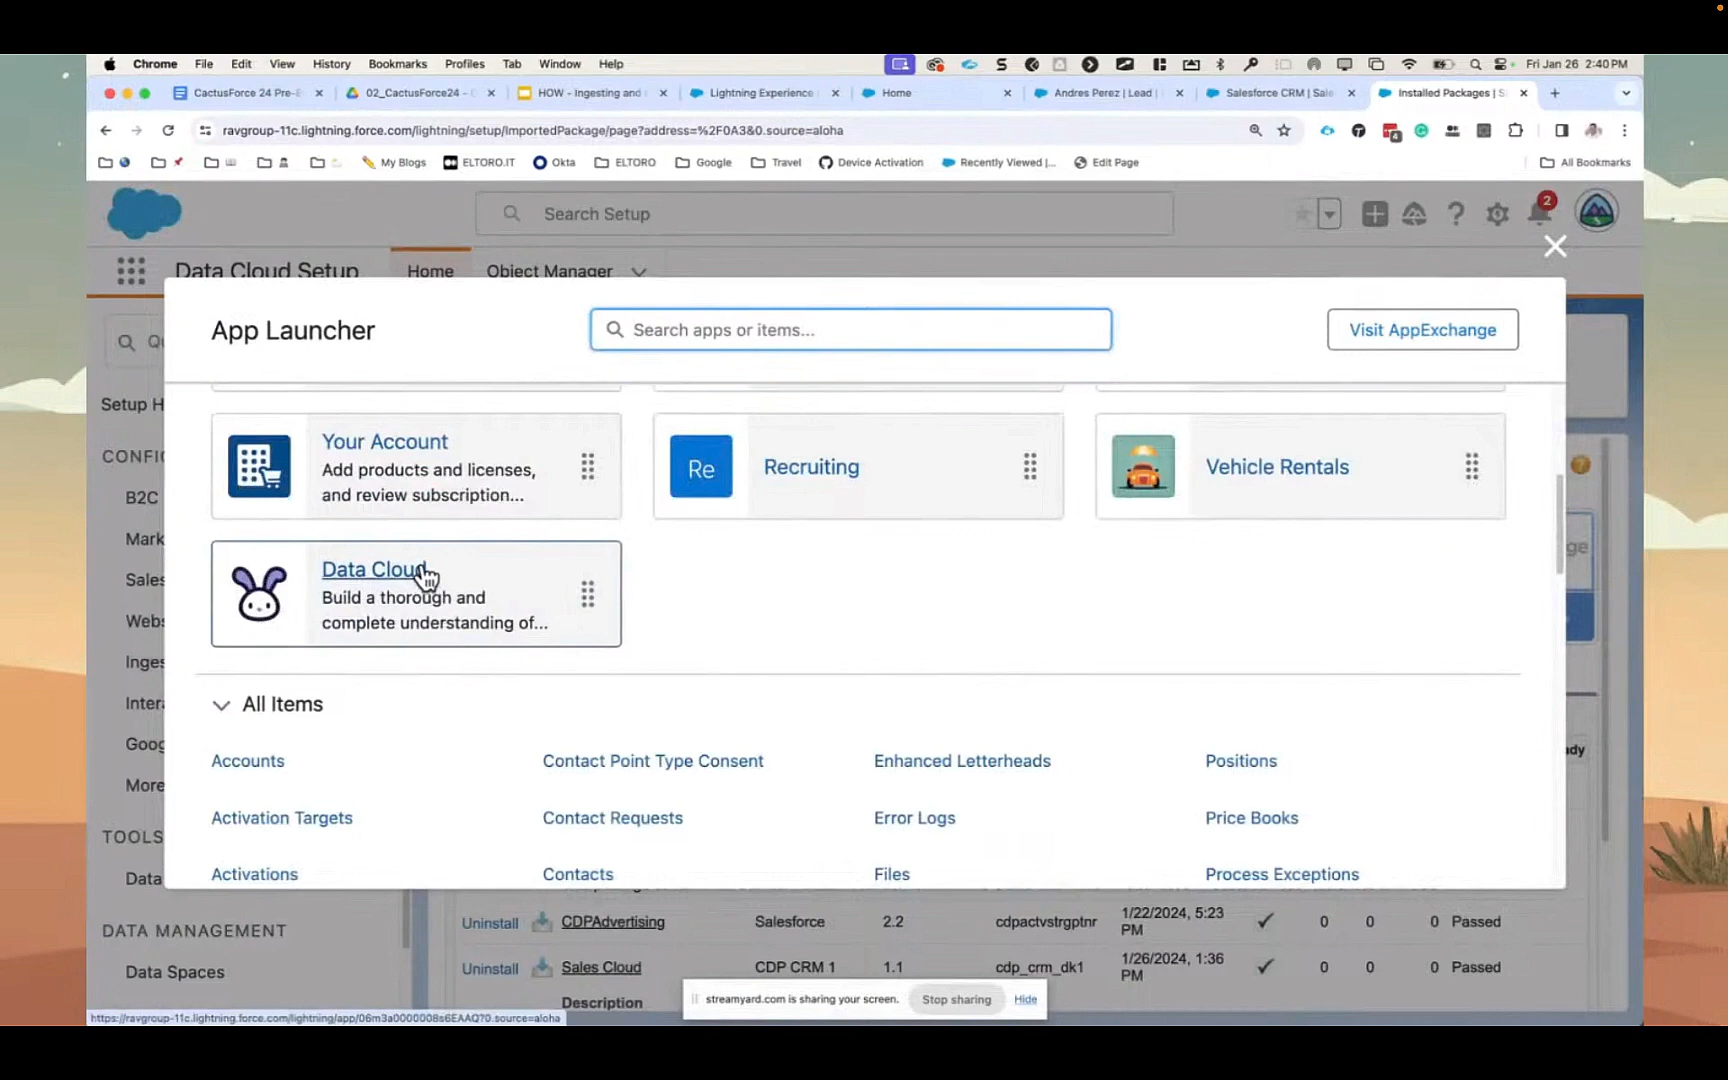 Chrome File Edit View History Bookmarks Profiles Tab Window Help Fri Jan 26 2:40 PM
CactusForce 24 Pre-E 02_CactusForce24 - HOW - Ingesting and Lightning Experience Home Andres Perez | Lead | Salesforce CRM | Sale Installed Packages | S
ravgroup-11c.lightning.force.com/lightning/setup/ImportedPackage/page?address=%2F0A3&0.source=aloha
4
My Blogs ELTORO.IT Okta ELTORO Google Travel Device Activation Recently Viewed |... Edit Page All Bookmarks
Search Setup
2
Data Cloud Setup Home Object Manager
App Launcher
Search apps or items...
Visit AppExchange
Setup H
CONFI
B2C
Mark
Sales
Webs
Inges
Intera
Goog
More
TOOLS
Data
DATA MANAGEMENT
Data Spaces
Your Account
Add products and licenses,
and review subscription...
Re
Recruiting
Vehicle Rentals
Data Cloud
Build a thorough and
complete understanding of...
All Items
Accounts Contact Point Type Consent Enhanced Letterheads Positions
Activation Targets Contact Requests Error Logs Price Books
Activations Contacts Files Process Exceptions
Uninstall CDPAdvertising Salesforce 2.2 cdpactvstrgptnr 1/22/2024, 5:23 PM 0 0 0 Passed
Uninstall Sales Cloud CDP CRM 1 1.1 cdp_crm_dk1 1/26/2024, 1:36 PM 0 0 0 Passed
Description
streamyard.com is sharing your screen. Stop sharing Hide
https://ravgroup-11c.lightning.force.com/lightning/app/06m3a0000008s6EAAQ?0.source=aloha